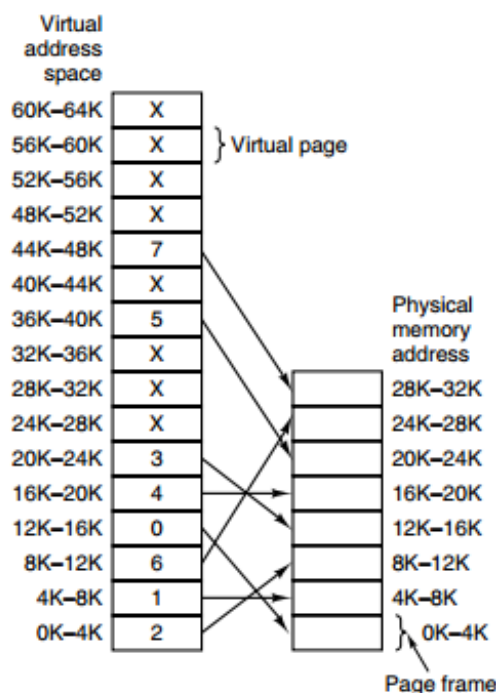 Virtual
address
space
60K–64K X
56K–60K X Virtual page
52K–56K X
48K–52K X
44K–48K 7
40K–44K X
36K–40K 5
Physical
memory
address
32K–36K X
28K–32K X 28K–32K
24K–28K X 24K–28K
20K–24K 3 20K–24K
16K–20K 4 16K–20K
12K–16K 0 12K–16K
8K–12K 6 8K–12K
4K–8K 1 4K–8K
0K–4K 2 0K–4K
Page frame